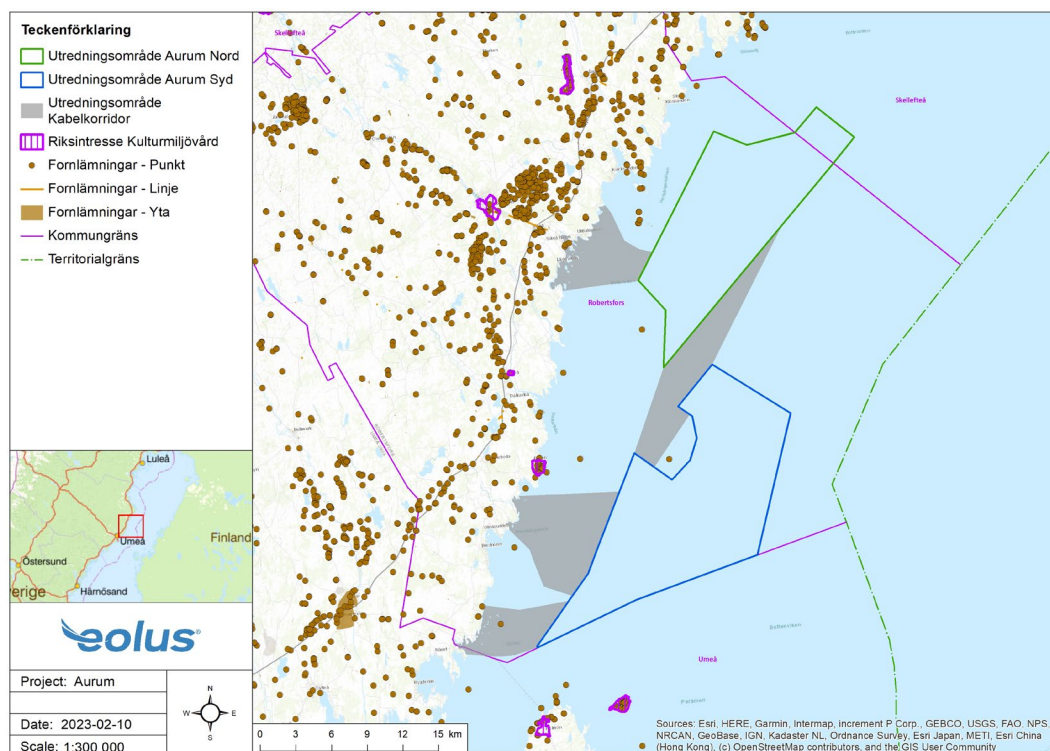 Teckenförklaring
Utredningsområde Aurum Nord
Utredningsområde Aurum Syd
Utredningsområde
Kabelkorridor
Riksintresse Kulturmiljövård
Fornlämningar - Punkt
Fornlämningar - Linje
Fornlämningar - Yta
Kommungräns
Territorialgräns
Luleå
Umeå
Finland
Östersund
Härnösand
erige
eolus
Project: Aurum
Date: 2023-02-10
Scale: 1:300 000
N
W
E
S
Skellefteå
Skellefteå
Robertsfors
Umeå
Bottenviken
0 3 6 9 12 15 km
Sources: Esri, HERE, Garmin, Intermap, increment P Corp., GEBCO, USGS, FAO, NPS,
NRCAN, GeoBase, IGN, Kadaster NL, Ordnance Survey, Esri Japan, METI, Esri China
(Hong Kong), (c) OpenStreetMap contributors, and the GIS User Community